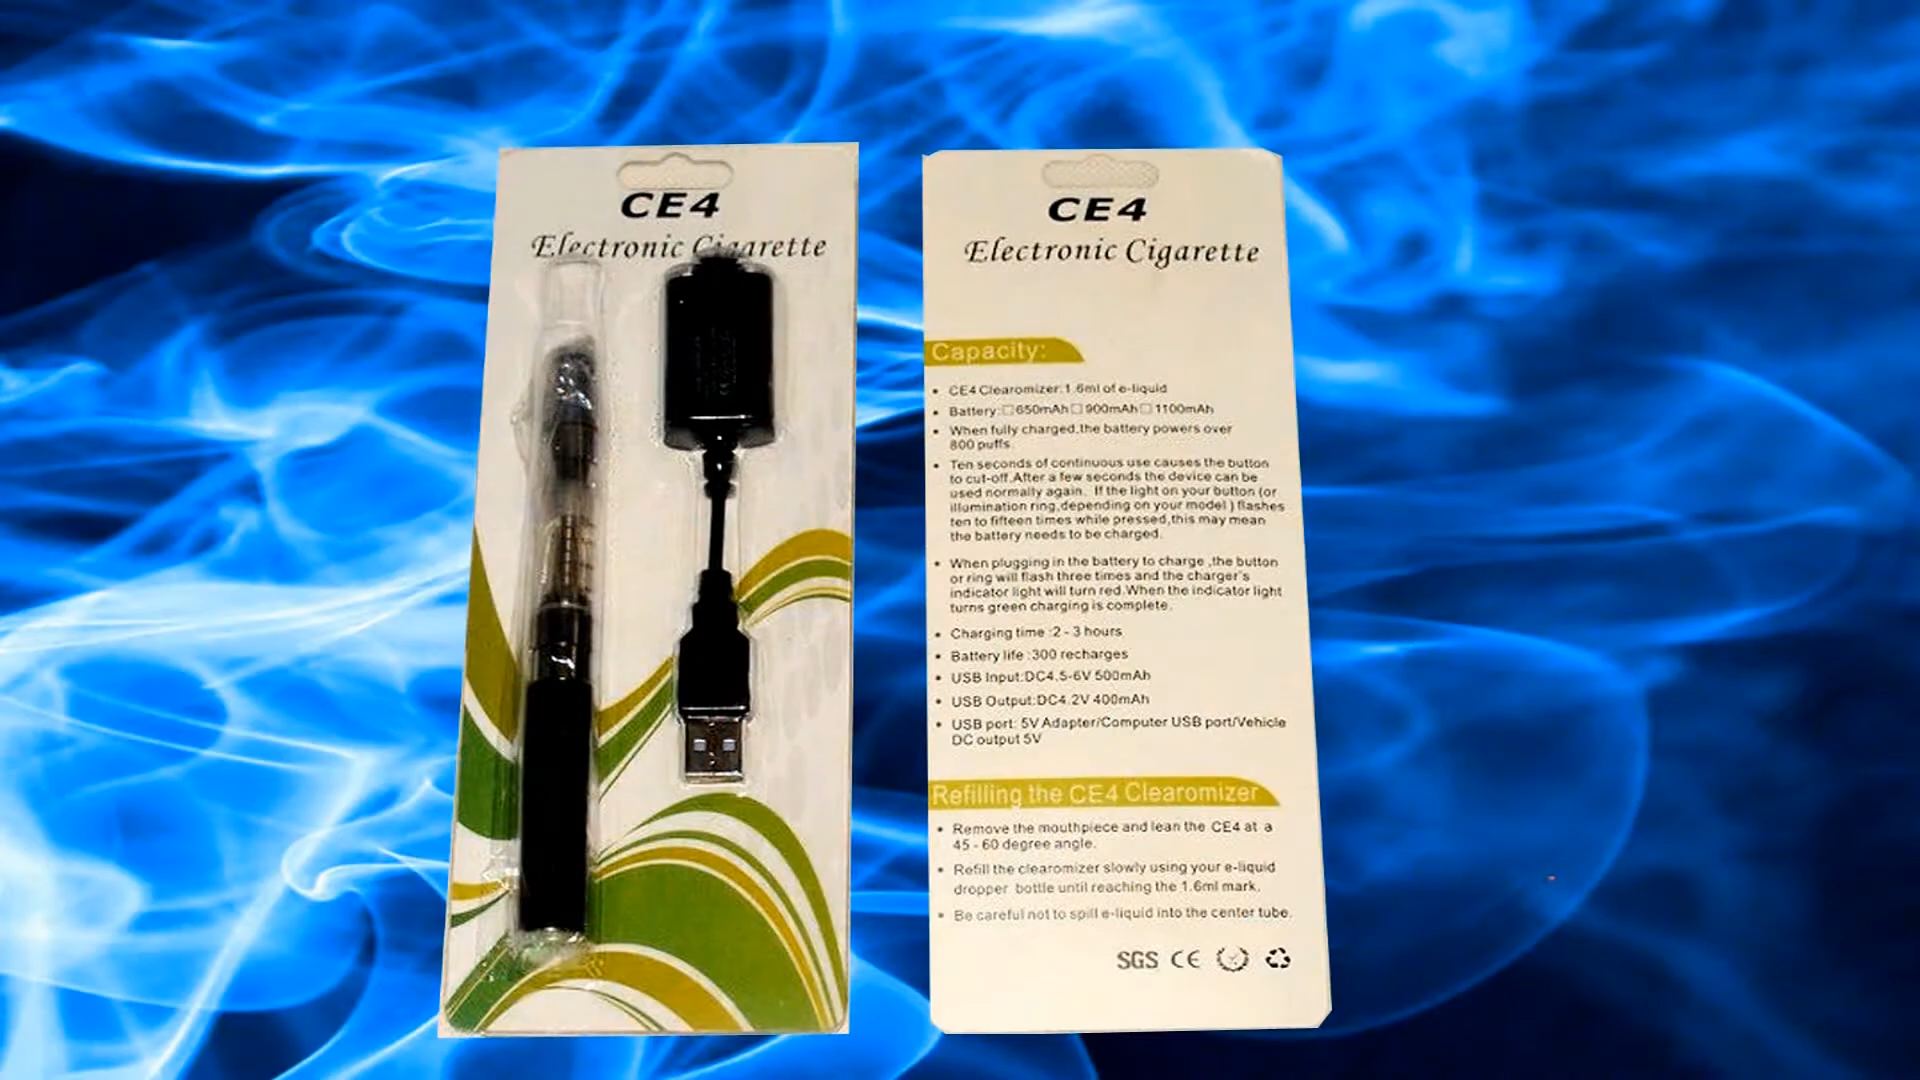 CE4
Electronic Cigarette
CE4
Electronic Cigarette
Capacity:
• CE4 Clearomizer:1.6ml of e-liquid
• Battery:□650mAh□900mAh□1100mAh
• When fully charged,the battery powers over
800 puffs.
• Ten seconds of continuous use causes the button
to cut-off.After a few seconds the device can be
used normally again. If the light on your button (or
illumination ring,depending on your model ) flashes
ten to fifteen times while pressed,this may mean
the battery needs to be charged.
• When plugging in the battery to charge ,the button
or ring will flash three times and the charger's
indicator light will turn red.When the indicator light
turns green charging is complete.
• Charging time :2 - 3 hours
• Battery life :300 recharges
• USB Input:DC4.5-6V 500mAh
• USB Output:DC4.2V 400mAh
• USB port: 5V Adapter/Computer USB port/Vehicle
DC output 5V
Refilling the CE4 Clearomizer
• Remove the mouthpiece and lean the CE4 at a
45 - 60 degree angle.
• Refill the clearomizer slowly using your e-liquid
dropper bottle until reaching the 1.6ml mark.
• Be careful not to spill e-liquid into the center tube.
SGS CE